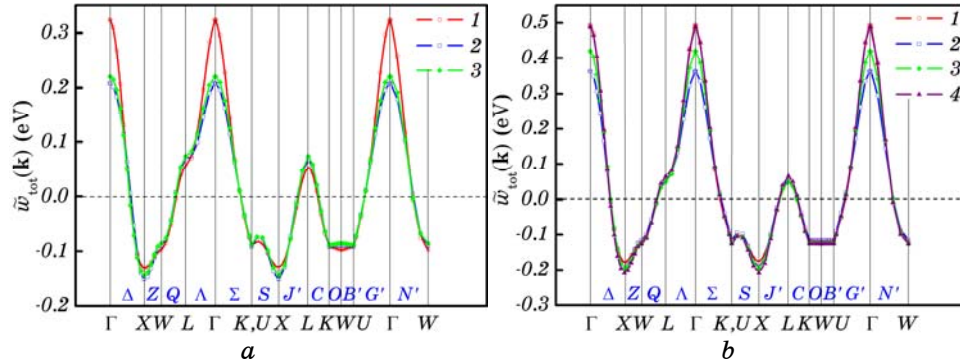 0.3
0.2
0.1
0.0
-0.1
-0.2
w̃tot(k) (eV)
1
2
3
Δ Z Q Λ Σ S J' C O B' G' N'
Γ X W L Γ K,U X L K W U Γ W
a
0.5
0.4
0.3
0.2
0.1
0.0
-0.1
-0.2
-0.3
w̃tot(k) (eV)
1
2
3
4
Δ Z Q Λ Σ S J' C O B' G' N'
Γ X W L Γ K,U X L K W U Γ W
b